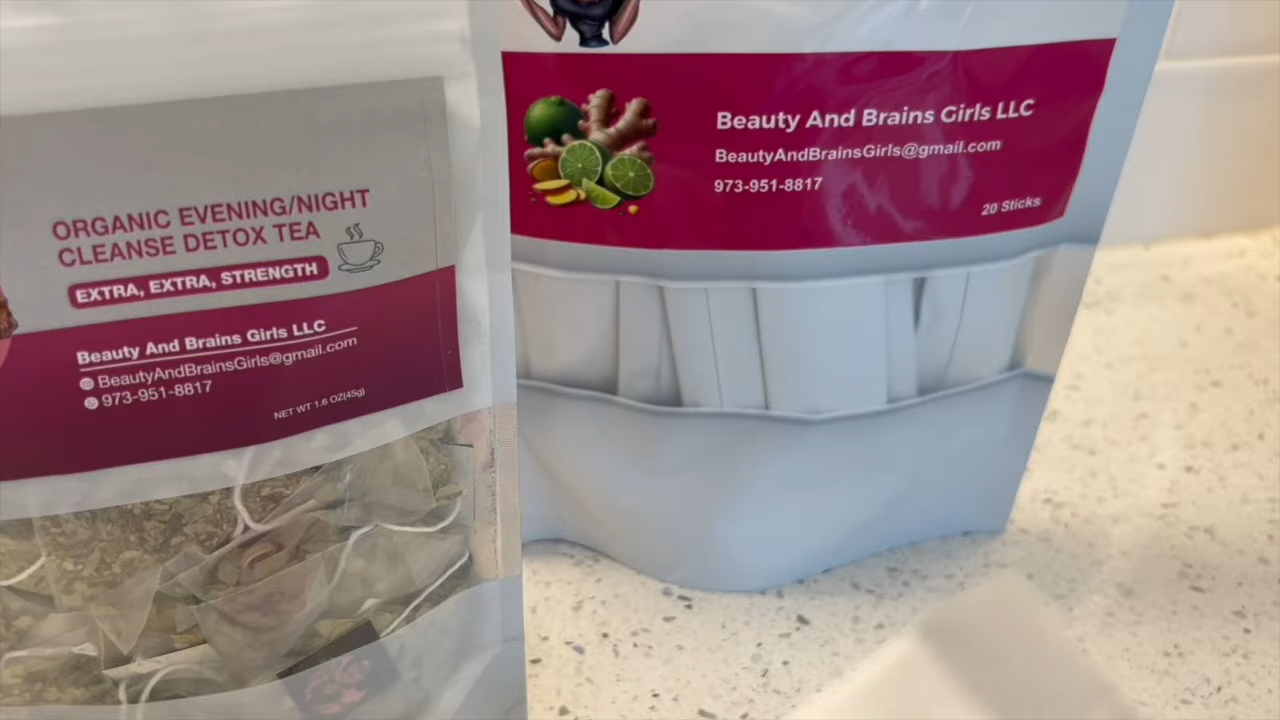 ORGANIC EVENING/NIGHT
CLEANSE DETOX TEA
EXTRA, EXTRA, STRENGTH
Beauty And Brains Girls LLC
BeautyAndBrainsGirls@gmail.com
973-951-8817
NET WT 1.6 OZ(45g)
Beauty And Brains Girls LLC
BeautyAndBrainsGirls@gmail.com
973-951-8817
20 Sticks